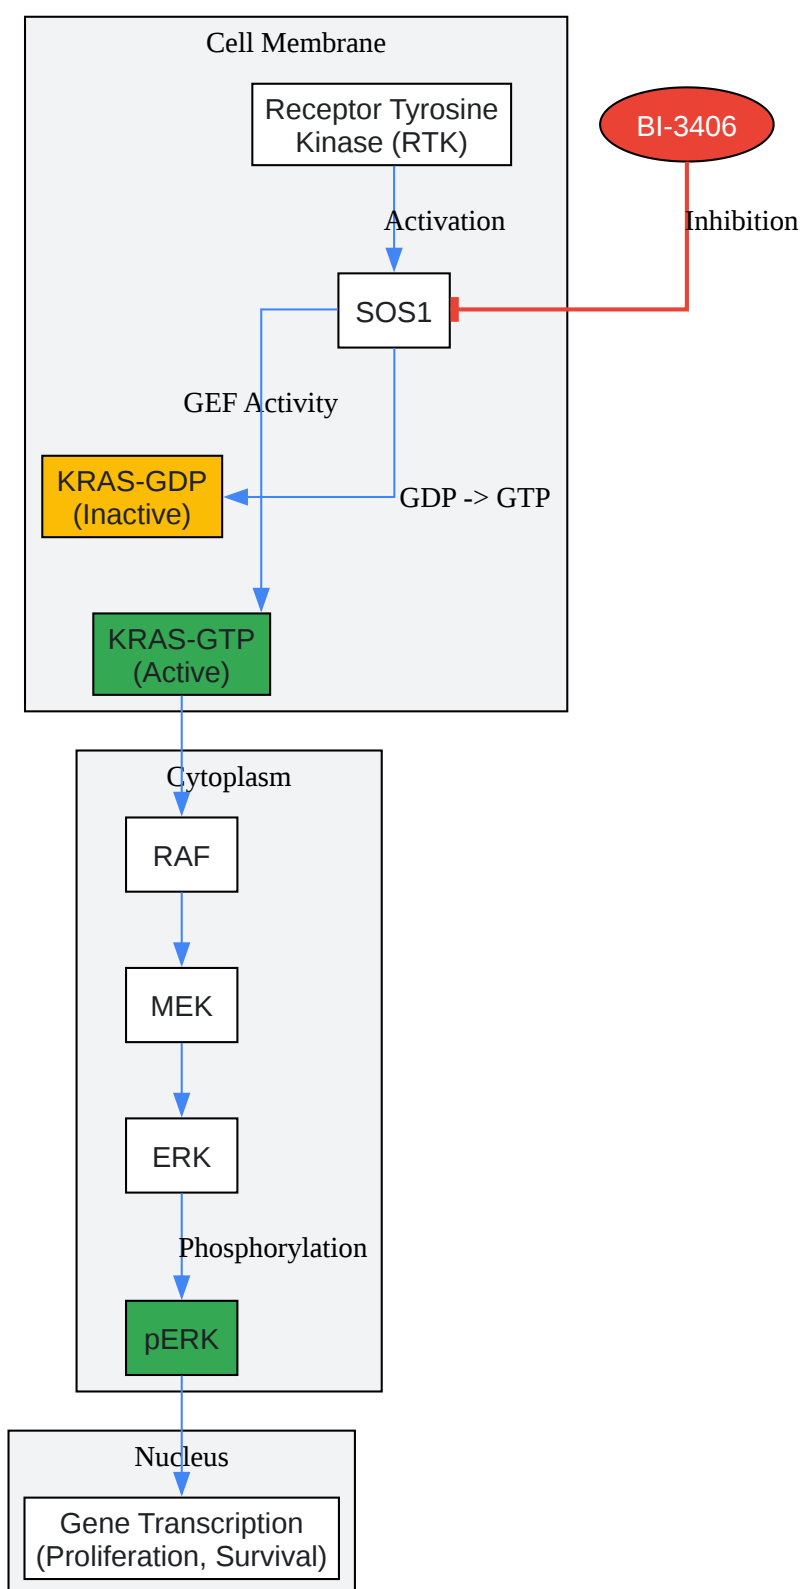 Cell Membrane
Receptor Tyrosine
Kinase (RTK)
BI-3406
Activation
Inhibition
SOS1
GEF Activity
KRAS-GDP
(Inactive)
GDP -> GTP
KRAS-GTP
(Active)
Cytoplasm
RAF
MEK
ERK
Phosphorylation
pERK
Nucleus
Gene Transcription
(Proliferation, Survival)